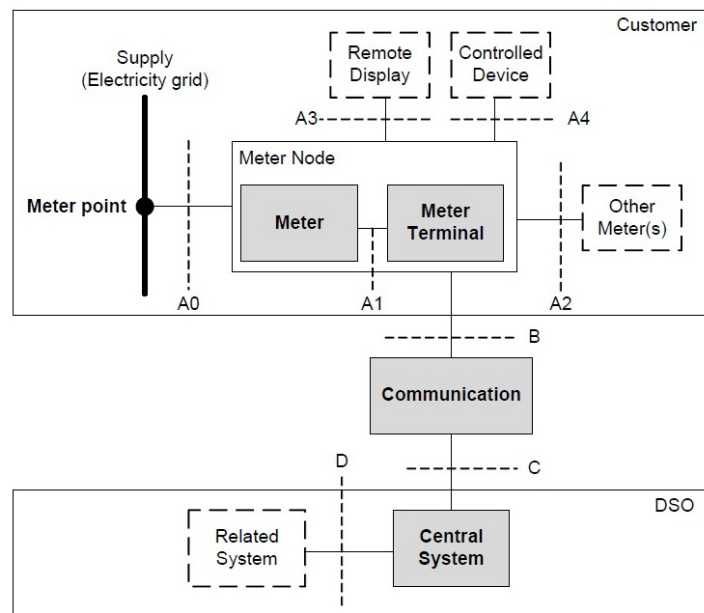 Customer
Supply
(Electricity grid)
Remote
Display
Controlled
Device
A3
A4
Meter Node
Meter point
Meter
Meter
Terminal
Other
Meter(s)
A0
A1
A2
B
Communication
D
C
DSO
Related
System
Central
System